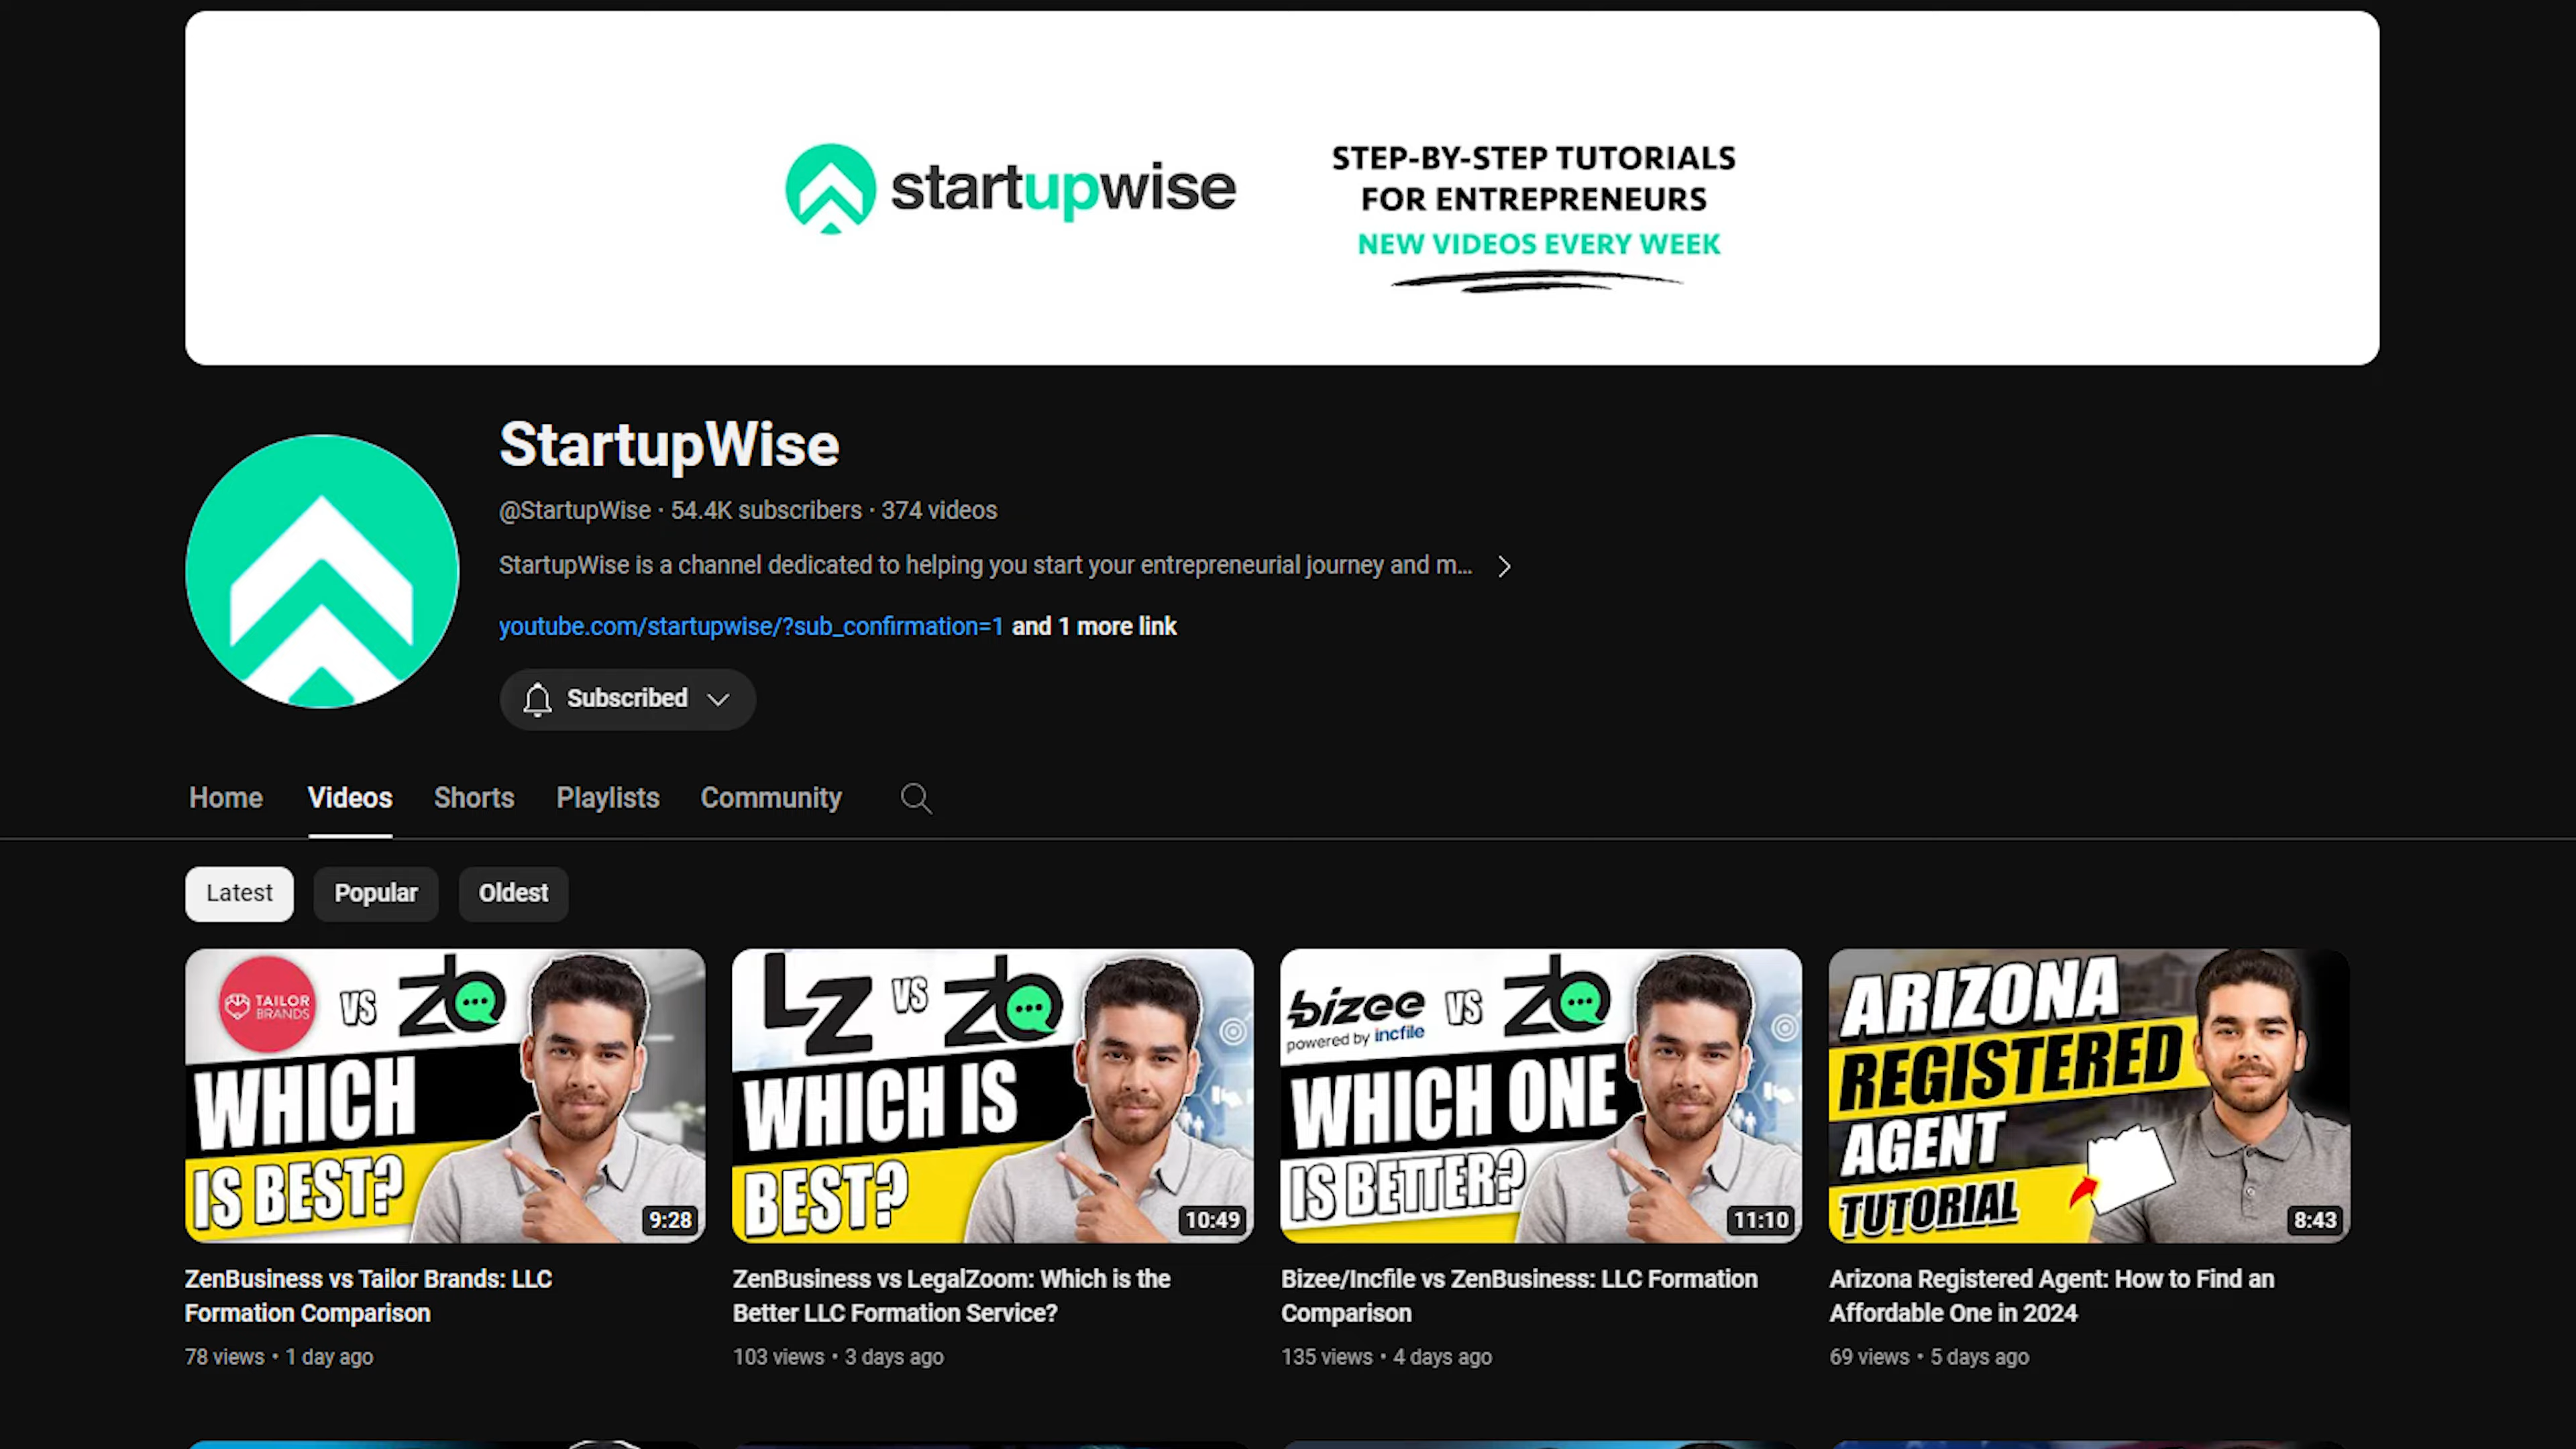 startupwise
STEP-BY-STEP TUTORIALS
FOR ENTREPRENEURS
NEW VIDEOS EVERY WEEK
StartupWise
@StartupWise · 54.4K subscribers · 374 videos
StartupWise is a channel dedicated to helping you start your entrepreneurial journey and m...
youtube.com/startupwise/?sub_confirmation=1 and 1 more link
Subscribed
Home Videos Shorts Playlists Community
Latest Popular Oldest
TAILOR
BRANDS
VS
ZB
WHICH
IS BEST?
9:28
LZ VS ZB
WHICH IS
BEST?
10:49
bizee VS ZB
powered by incfile
WHICH ONE
IS BETTER?
11:10
ARIZONA
REGISTERED
AGENT
TUTORIAL
8:43
ZenBusiness vs Tailor Brands: LLC
Formation Comparison
78 views • 1 day ago
ZenBusiness vs LegalZoom: Which is the
Better LLC Formation Service?
103 views • 3 days ago
Bizee/Incfile vs ZenBusiness: LLC Formation
Comparison
135 views • 4 days ago
Arizona Registered Agent: How to Find an
Affordable One in 2024
69 views • 5 days ago